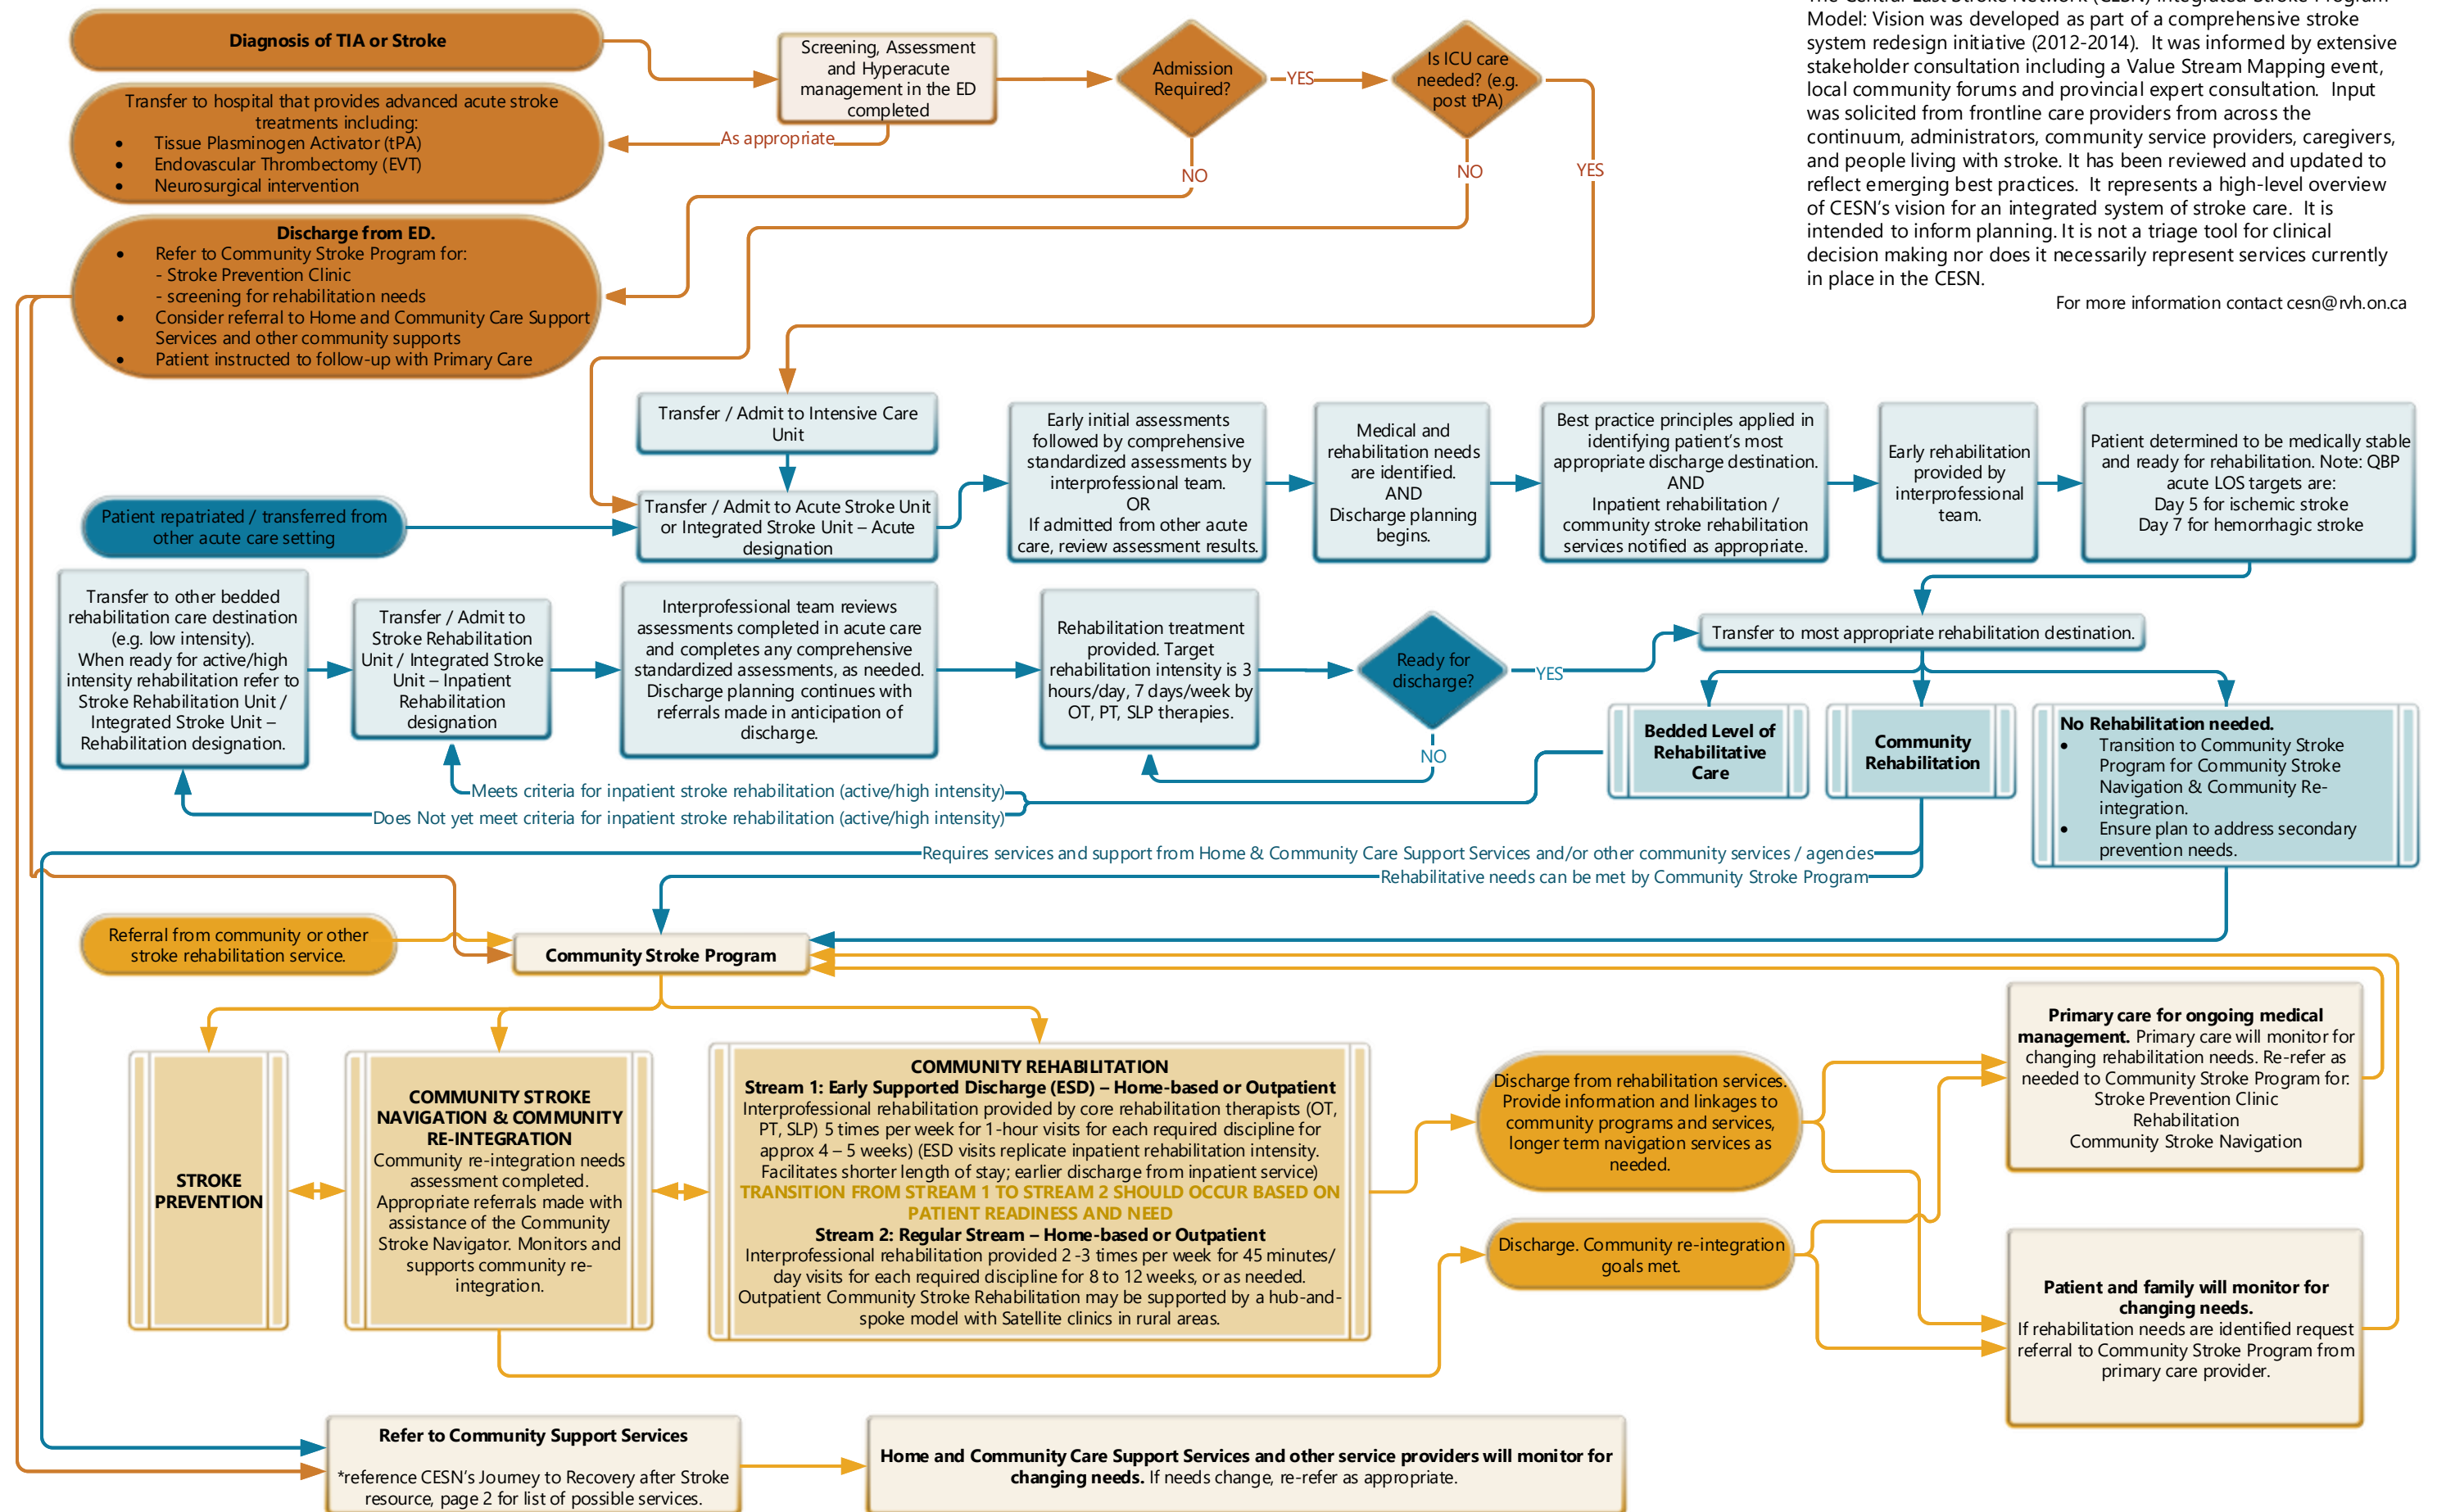 Diagnosis of TIA or Stroke
Screening, Assessment
and Hyperacute
management in the ED
completed
Admission
Required?
YES
Is ICU care
needed? (e.g.
post tPA)
As appropriate
NO
NO
YES
Transfer to hospital that provides advanced acute stroke
treatments including:
• Tissue Plasminogen Activator (tPA)
• Endovascular Thrombectomy (EVT)
• Neurosurgical intervention
Discharge from ED.
• Refer to Community Stroke Program for:
- Stroke Prevention Clinic
- screening for rehabilitation needs
• Consider referral to Home and Community Care Support
Services and other community supports
• Patient instructed to follow-up with Primary Care
The Central East Stroke Network (CESN) Integrated Stroke Program
Model: Vision was developed as part of a comprehensive stroke
system redesign initiative (2012-2014). It was informed by extensive
stakeholder consultation including a Value Stream Mapping event,
local community forums and provincial expert consultation. Input
was solicited from frontline care providers from across the
continuum, administrators, community service providers, caregivers,
and people living with stroke. It has been reviewed and updated to
reflect emerging best practices. It represents a high-level overview
of CESN's vision for an integrated system of stroke care. It is
intended to inform planning. It is not a triage tool for clinical
decision making nor does it necessarily represent services currently
in place in the CESN.
For more information contact cesn@rvh.on.ca
Transfer / Admit to Intensive Care
Unit
Patient repatriated / transferred from
other acute care setting
Transfer / Admit to Acute Stroke Unit
or Integrated Stroke Unit – Acute
designation
Early initial assessments
followed by comprehensive
standardized assessments by
interprofessional team.
OR
If admitted from other acute
care, review assessment results.
Medical and
rehabilitation needs
are identified.
AND
Discharge planning
begins.
Best practice principles applied in
identifying patient's most
appropriate discharge destination.
AND
Inpatient rehabilitation /
community stroke rehabilitation
services notified as appropriate.
Early rehabilitation
provided by
interprofessional
team.
Patient determined to be medically stable
and ready for rehabilitation. Note: QBP
acute LOS targets are:
Day 5 for ischemic stroke
Day 7 for hemorrhagic stroke
Transfer to other bedded
rehabilitation care destination
(e.g. low intensity).
When ready for active/high
intensity rehabilitation refer to
Stroke Rehabilitation Unit /
Integrated Stroke Unit –
Rehabilitation designation.
Transfer / Admit to
Stroke Rehabilitation
Unit / Integrated Stroke
Unit – Inpatient
Rehabilitation
designation
Interprofessional team reviews
assessments completed in acute care
and completes any comprehensive
standardized assessments, as needed.
Discharge planning continues with
referrals made in anticipation of
discharge.
Rehabilitation treatment
provided. Target
rehabilitation intensity is 3
hours/day, 7 days/week by
OT, PT, SLP therapies.
Ready for
discharge?
YES
NO
Transfer to most appropriate rehabilitation destination.
Bedded Level of
Rehabilitative
Care
Community
Rehabilitation
No Rehabilitation needed.
• Transition to Community Stroke
Program for Community Stroke
Navigation & Community Re-
integration.
• Ensure plan to address secondary
prevention needs.
Meets criteria for inpatient stroke rehabilitation (active/high intensity)
Does Not yet meet criteria for inpatient stroke rehabilitation (active/high intensity)
Requires services and support from Home & Community Care Support Services and/or other community services / agencies
Rehabilitative needs can be met by Community Stroke Program
Referral from community or other
stroke rehabilitation service.
Community Stroke Program
STROKE
PREVENTION
COMMUNITY STROKE
NAVIGATION & COMMUNITY
RE-INTEGRATION
Community re-integration needs
assessment completed.
Appropriate referrals made with
assistance of the Community
Stroke Navigator. Monitors and
supports community re-
integration.
COMMUNITY REHABILITATION
Stream 1: Early Supported Discharge (ESD) – Home-based or Outpatient
Interprofessional rehabilitation provided by core rehabilitation therapists (OT,
PT, SLP) 5 times per week for 1-hour visits for each required discipline for
approx 4 – 5 weeks) (ESD visits replicate inpatient rehabilitation intensity.
Facilitates shorter length of stay; earlier discharge from inpatient service)
TRANSITION FROM STREAM 1 TO STREAM 2 SHOULD OCCUR BASED ON
PATIENT READINESS AND NEED
Stream 2: Regular Stream – Home-based or Outpatient
Interprofessional rehabilitation provided 2 -3 times per week for 45 minutes/
day visits for each required discipline for 8 to 12 weeks, or as needed.
Outpatient Community Stroke Rehabilitation may be supported by a hub-and-
spoke model with Satellite clinics in rural areas.
Discharge from rehabilitation services.
Provide information and linkages to
community programs and services,
longer term navigation services as
needed.
Discharge. Community re-integration
goals met.
Primary care for ongoing medical
management. Primary care will monitor for
changing rehabilitation needs. Re-refer as
needed to Community Stroke Program for:
Stroke Prevention Clinic
Rehabilitation
Community Stroke Navigation
Patient and family will monitor for
changing needs.
If rehabilitation needs are identified request
referral to Community Stroke Program from
primary care provider.
Refer to Community Support Services
*reference CESN's Journey to Recovery after Stroke
resource, page 2 for list of possible services.
Home and Community Care Support Services and other service providers will monitor for
changing needs. If needs change, re-refer as appropriate.